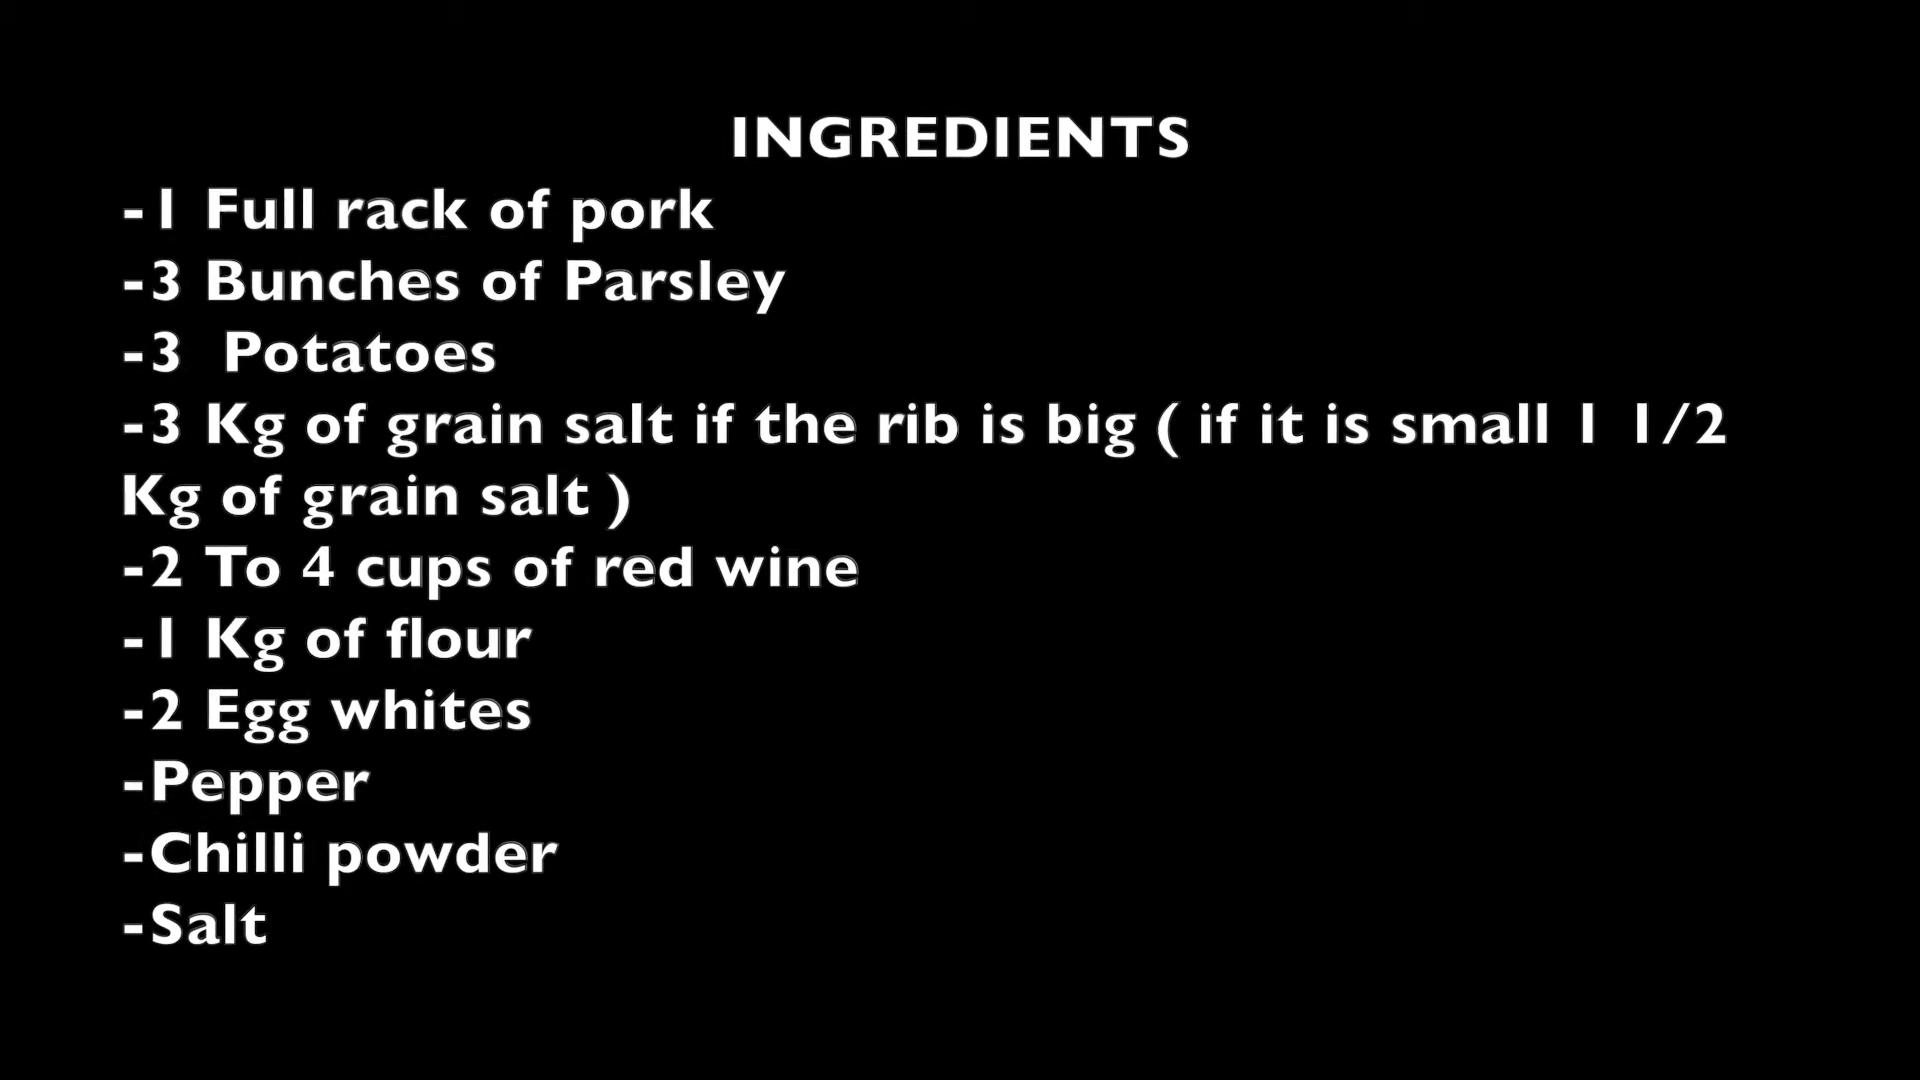 INGREDIENTS
-1 Full rack of pork
-3 Bunches of Parsley
-3  Potatoes
-3 Kg of grain salt if the rib is big ( if it is small 1 1/2
Kg of grain salt )
-2 To 4 cups of red wine
-1 Kg of flour
-2 Egg whites
-Pepper
-Chilli powder
-Salt